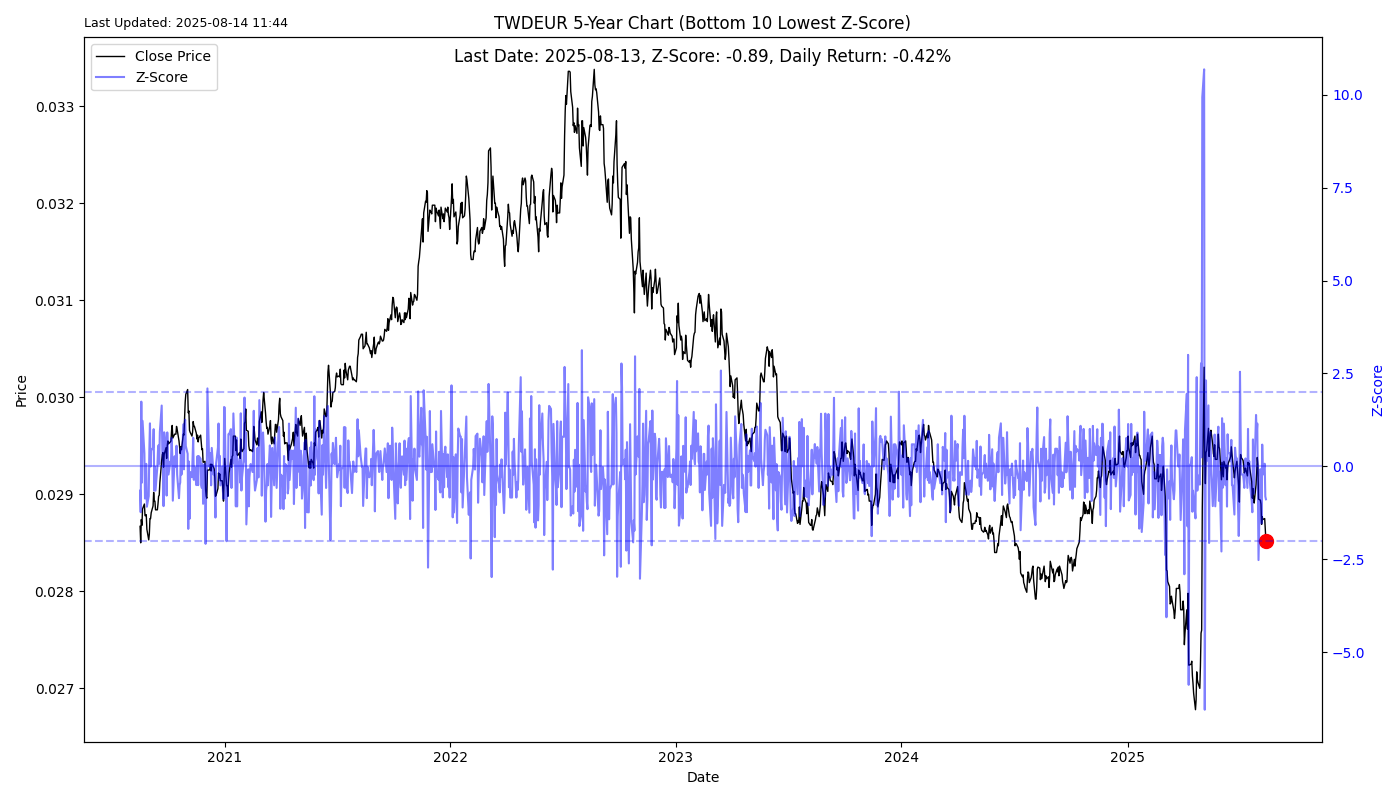 Last Updated: 2025-08-14 11:44
TWDEUR 5-Year Chart (Bottom 10 Lowest Z-Score)
Last Date: 2025-08-13, Z-Score: -0.89, Daily Return: -0.42%
Close Price
Z-Score
0.033
0.032
0.031
0.030
0.029
0.028
0.027
Price
10.0
7.5
5.0
2.5
0.0
−2.5
−5.0
Z-Score
2021
2022
2023
2024
2025
Date